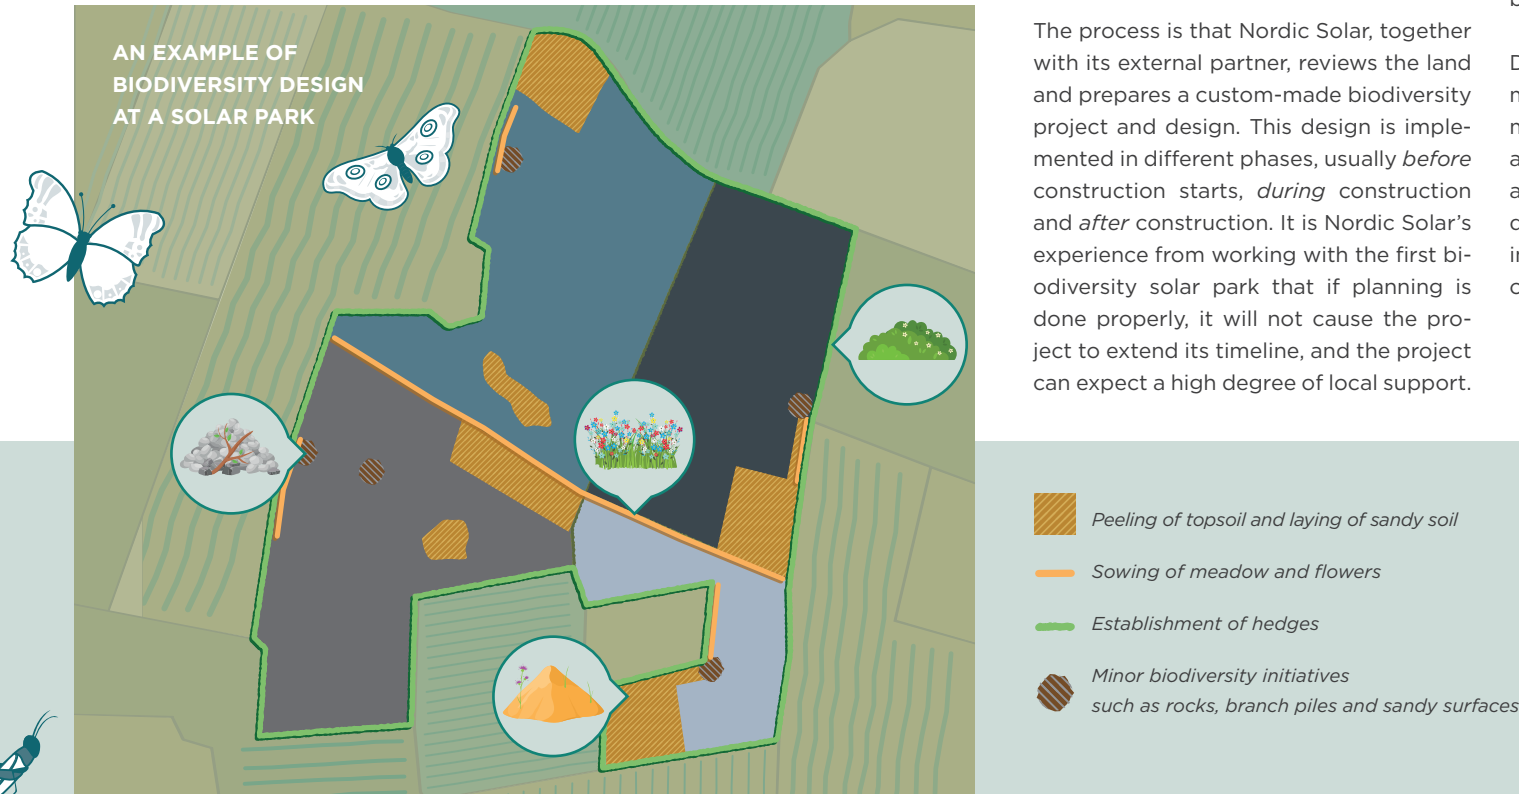 AN EXAMPLE OF
BIODIVERSITY DESIGN
AT A SOLAR PARK
The process is that Nordic Solar, together
with its external partner, reviews the land
and prepares a custom-made biodiversity
project and design. This design is imple-
mented in different phases, usually before
construction starts, during construction
and after construction. It is Nordic Solar’s
experience from working with the first bi-
odiversity solar park that if planning is
done properly, it will not cause the pro-
ject to extend its timeline, and the project
can expect a high degree of local support.
Peeling of topsoil and laying of sandy soil
Sowing of meadow and flowers
Establishment of hedges
Minor biodiversity initiatives
such as rocks, branch piles and sandy surfaces